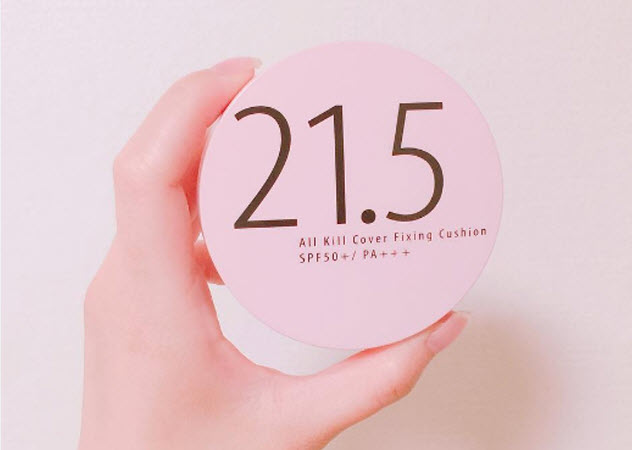 21.5
All Kill Cover Fixing Cushion
SPF50+/ PA+++